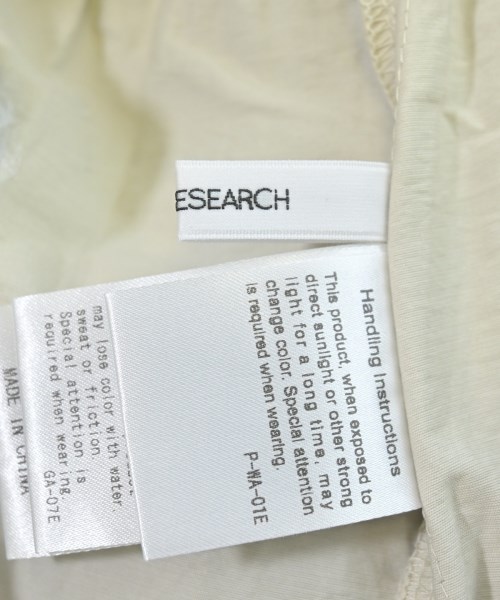 ESEARCH
Handling Instructions
This product, when exposed to
direct sunlight or other strong
light for a long time, may
change color. Special attention
is required when wearing.
P-WA-01E
may lose color with water,
sweat or friction.
Special attention is
required when wearing.
GA-07E
MADE IN CHINA